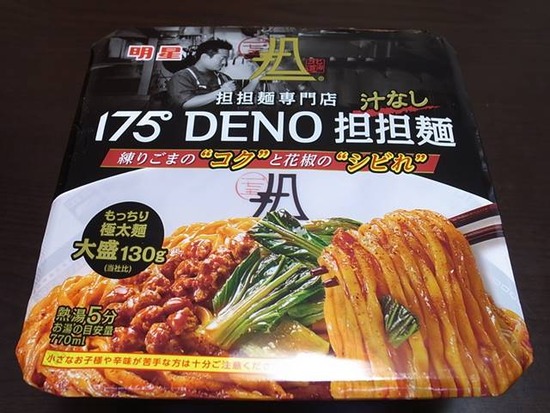 明星
担担麺専門店
汁なし
175° DENO 担担麺
練りごまの“コク”と花椒の“シビれ”
もっちり
極太麺
大盛130g
(当社比)
熱湯5分
お湯の目安量
770ml
小さなお子様や辛味が苦手な方は十分ご注意くださ